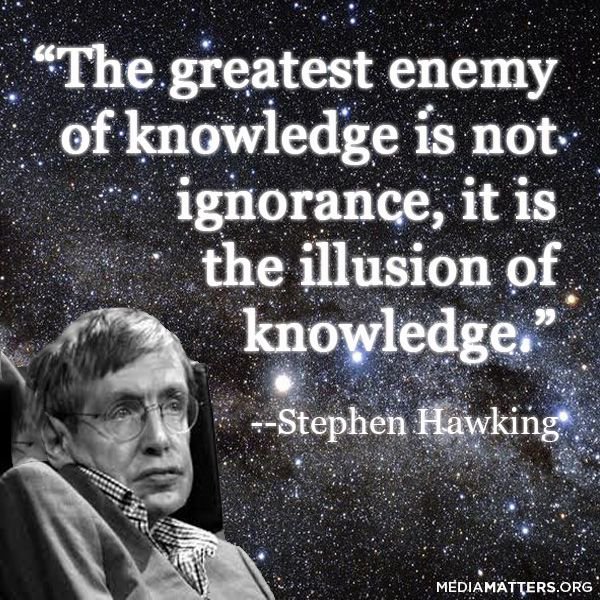 “The greatest enemy
of knowledge is not
ignorance, it is
the illusion of
knowledge.”
--Stephen Hawking
MEDIAMATTERS.ORG